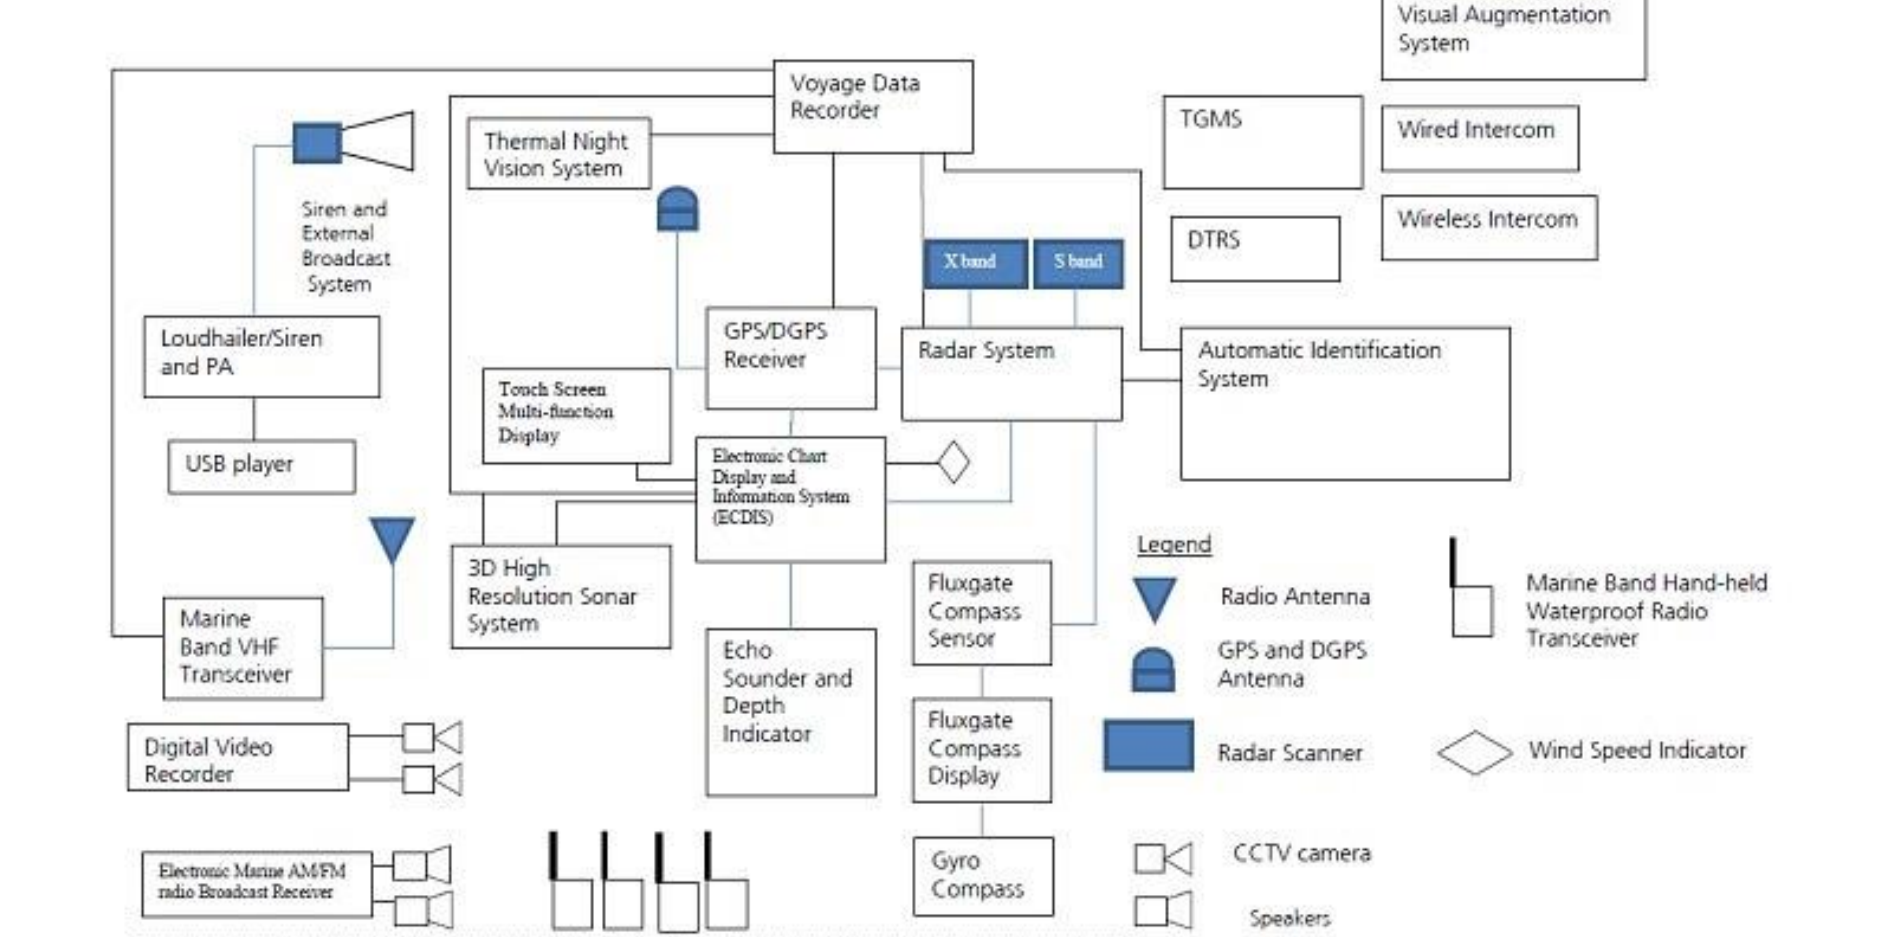 Visual Augmentation
System
Voyage Data
Recorder
TGMS
Wired Intercom
Thermal Night
Vision System
Siren and
External
Broadcast
System
Wireless Intercom
DTRS
X band
S band
Loudhailer/Siren
and PA
GPS/DGPS
Receiver
Radar System
Automatic Identification
System
Touch Screen
Multi-function
Display
USB player
Electronic Chart
Display and
Information System
(ECDIS)
3D High
Resolution Sonar
System
Marine
Band VHF
Transceiver
Echo
Sounder and
Depth
Indicator
Fluxgate
Compass
Sensor
Fluxgate
Compass
Display
Gyro
Compass
Digital Video
Recorder
Electronic Marine AM/FM
radio Broadcast Receiver
Legend
Radio Antenna
GPS and DGPS
Antenna
Radar Scanner
CCTV camera
Speakers
Marine Band Hand-held
Waterproof Radio
Transceiver
Wind Speed Indicator